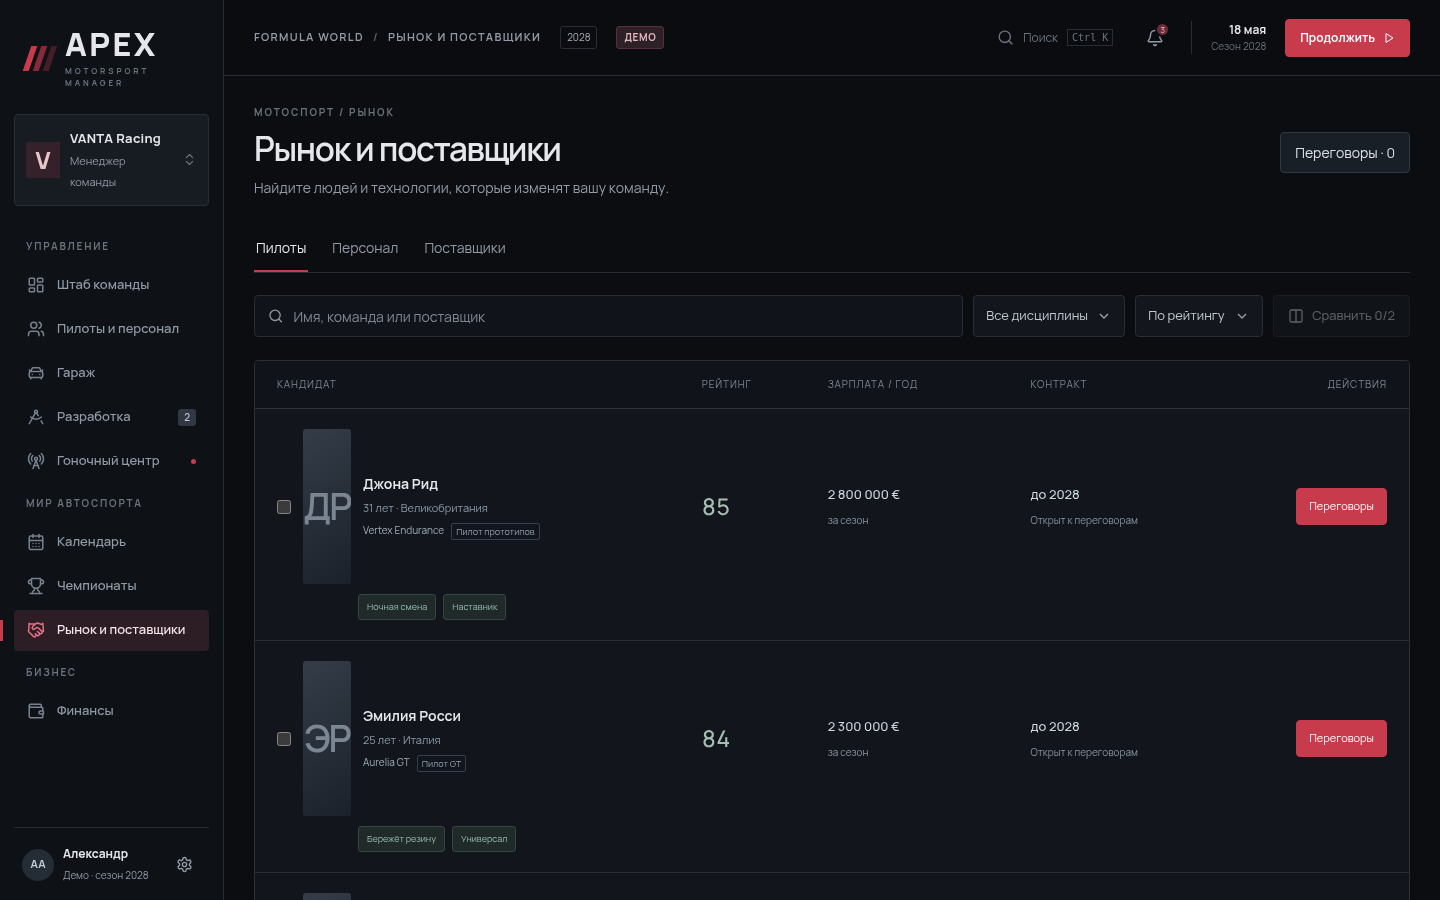 APEX
MOTORSPORT
MANAGER
V
VANTA Racing
Менеджер
команды
УПРАВЛЕНИЕ
Штаб команды
Пилоты и персонал
Гараж
Разработка 2
Гоночный центр
МИР АВТОСПОРТА
Календарь
Чемпионаты
Рынок и поставщики
БИЗНЕС
Финансы
АА
Александр
Демо · сезон 2028
FORMULA WORLD / РЫНОК И ПОСТАВЩИКИ 2028 ДЕМО
Поиск Ctrl K
3
18 мая
Сезон 2028
Продолжить
МОТОСПОРТ / РЫНОК
Рынок и поставщики
Найдите людей и технологии, которые изменят вашу команду.
Переговоры · 0
Пилоты Персонал Поставщики
Имя, команда или поставщик
Все дисциплины
По рейтингу
Сравнить 0/2
КАНДИДАТ РЕЙТИНГ ЗАРПЛАТА / ГОД КОНТРАКТ ДЕЙСТВИЯ
ДР
Джона Рид
31 лет · Великобритания
Vertex Endurance Пилот прототипов
Ночная смена Наставник
85
2 800 000 €
за сезон
до 2028
Открыт к переговорам
Переговоры
ЭР
Эмилия Росси
25 лет · Италия
Aurelia GT Пилот GT
Бережёт резину Универсал
84
2 300 000 €
за сезон
до 2028
Открыт к переговорам
Переговоры